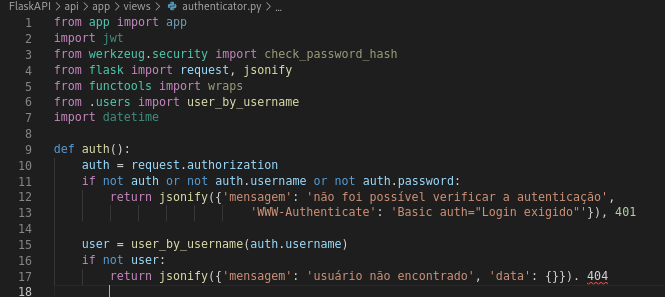 FlaskAPI > api > app > views > authenticator.py > ...
1 from app import app
2 import jwt
3 from werkzeug.security import check_password_hash
4 from flask import request, jsonify
5 from functools import wraps
6 from .users import user_by_username
7 import datetime
8
9 def auth():
10     auth = request.authorization
11     if not auth or not auth.username or not auth.password:
12         return jsonify({'mensagem': 'não foi possível verificar a autenticação',
13                         'WWW-Authenticate': 'Basic auth="Login exigido"'}), 401
14
15     user = user_by_username(auth.username)
16     if not user:
17         return jsonify({'mensagem': 'usuário não encontrado', 'data': {}}). 404
18